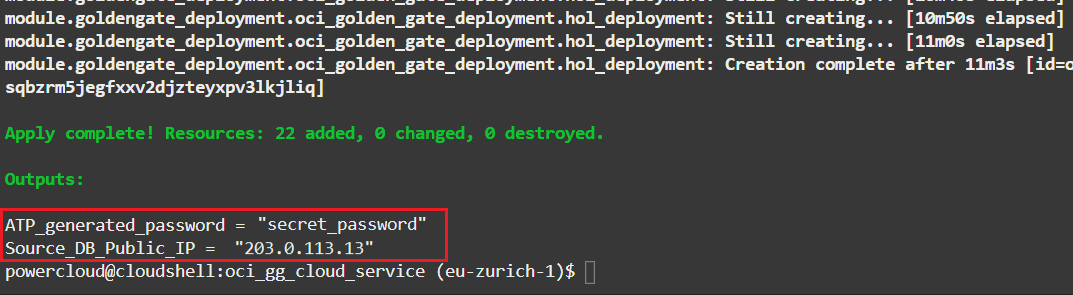 module.goldengate_deployment.oci_golden_gate_deployment.hol_deployment: Still creating... [10m50s elapsed]
module.goldengate_deployment.oci_golden_gate_deployment.hol_deployment: Still creating... [11m0s elapsed]
module.goldengate_deployment.oci_golden_gate_deployment.hol_deployment: Creation complete after 11m3s [id=o
sqbzrm5jegfxxv2djzteyxpv3lkjliq]
Apply complete! Resources: 22 added, 0 changed, 0 destroyed.
Outputs:
ATP_generated_password = "secret_password"
Source_DB_Public_IP = "203.0.113.13"
powercloud@cloudshell:oci_gg_cloud_service (eu-zurich-1)$